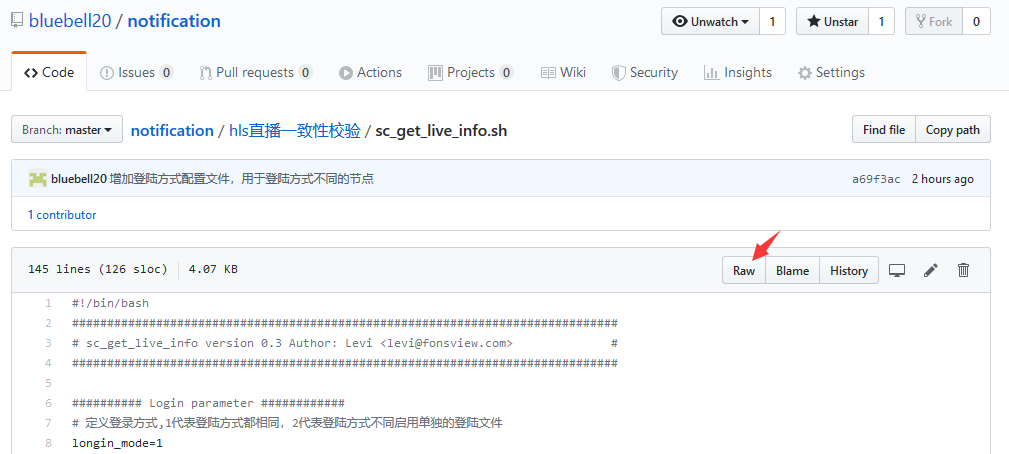 bluebell20 / notification
Unwatch 1 Unstar 1 Fork 0
Code Issues 0 Pull requests 0 Actions Projects 0 Wiki Security Insights Settings
Branch: master notification / hls直播一致性校验 / sc_get_live_info.sh Find file Copy path
bluebell20 增加登陆方式配置文件，用于登陆方式不同的节点 a69f3ac 2 hours ago
1 contributor
145 lines (126 sloc) 4.07 KB Raw Blame History
1 #!/bin/bash
2 ##############################################################################
3 # sc_get_live_info version 0.3 Author: Levi <levi@fonsview.com> #
4 ##############################################################################
5
6 ########## Login parameter ############
7 # 定义登录方式,1代表登陆方式都相同，2代表登陆方式不同启用单独的登陆文件
8 longin_mode=1